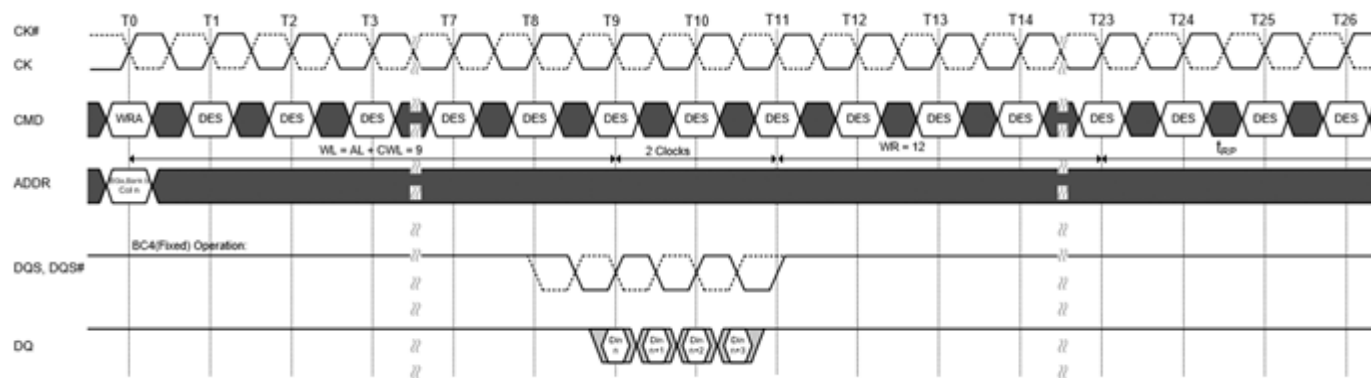 T0 T1 T2 T3 T7 T8 T9 T10 T11 T12 T13 T14 T23 T24 T25 T26
CK#
CK
CMD WRA DES DES DES DES DES DES DES DES DES DES DES DES DES DES DES
WL = AL + CWL = 9 2 Clocks WR = 12 tRP
ADDR
Col n
BC4(Fixed) Operation:
DQS, DQS#
DQ
Din Din Din Din
n n+1 n+2 n+3